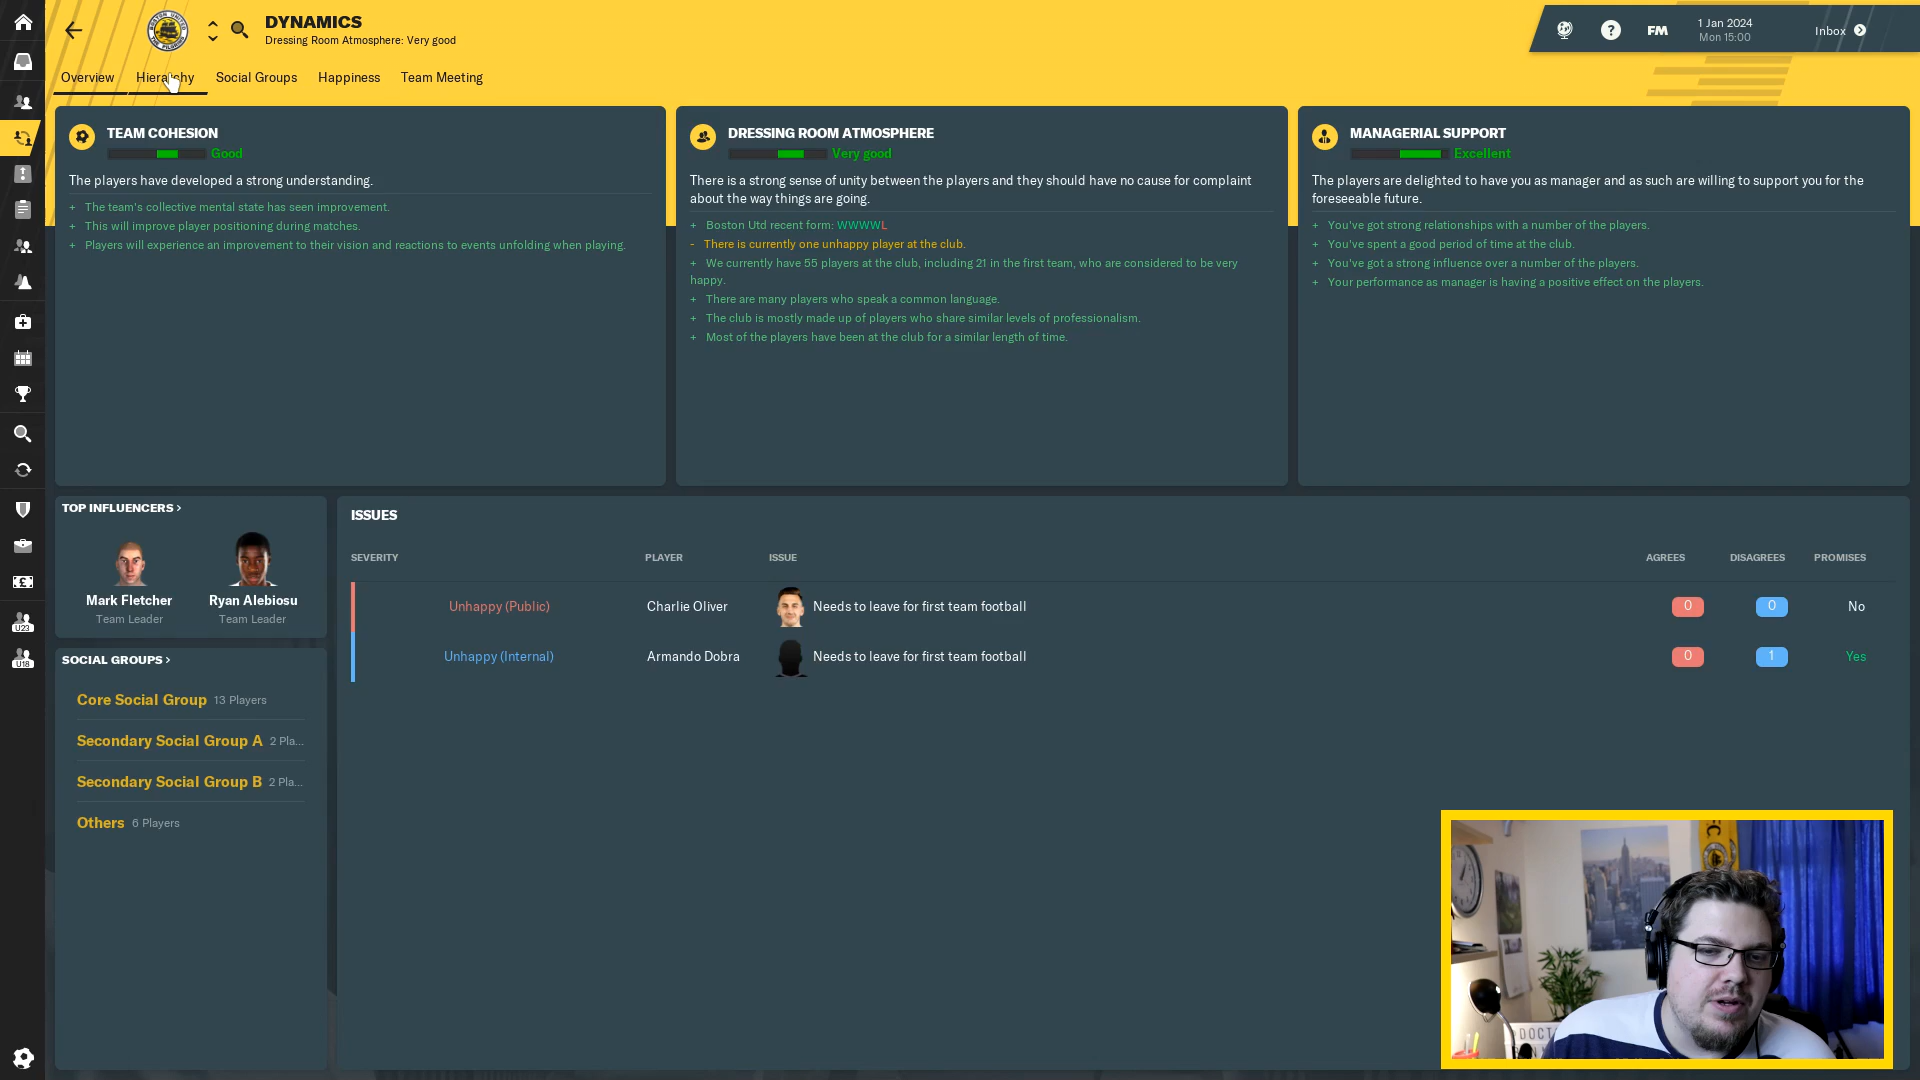 DYNAMICS
Dressing Room Atmosphere: Very good
FM
1 Jan 2024
Mon 15:00
Inbox
Overview
Hierarchy
Social Groups
Happiness
Team Meeting
TEAM COHESION
Good
The players have developed a strong understanding.
+ The team's collective mental state has seen improvement.
+ This will improve player positioning during matches.
+ Players will experience an improvement to their vision and reactions to events unfolding when playing.
DRESSING ROOM ATMOSPHERE
Very good
There is a strong sense of unity between the players and they should have no cause for complaint
about the way things are going.
+ Boston Utd recent form: WWWWL
- There is currently one unhappy player at the club.
+ We currently have 55 players at the club, including 21 in the first team, who are considered to be very
happy.
+ There are many players who speak a common language.
+ The club is mostly made up of players who share similar levels of professionalism.
+ Most of the players have been at the club for a similar length of time.
MANAGERIAL SUPPORT
Excellent
The players are delighted to have you as manager and as such are willing to support you for the
foreseeable future.
+ You've got strong relationships with a number of the players.
+ You've spent a good period of time at the club.
+ You've got a strong influence over a number of the players.
+ Your performance as manager is having a positive effect on the players.
TOP INFLUENCERS >
Mark Fletcher
Team Leader
Ryan Alebiosu
Team Leader
SOCIAL GROUPS >
Core Social Group 13 Players
Secondary Social Group A 2 Pla...
Secondary Social Group B 2 Pla...
Others 6 Players
ISSUES
SEVERITY PLAYER ISSUE AGREES DISAGREES PROMISES
Unhappy (Public) Charlie Oliver Needs to leave for first team football 0 0 No
Unhappy (Internal) Armando Dobra Needs to leave for first team football 0 1 Yes
U23
U18